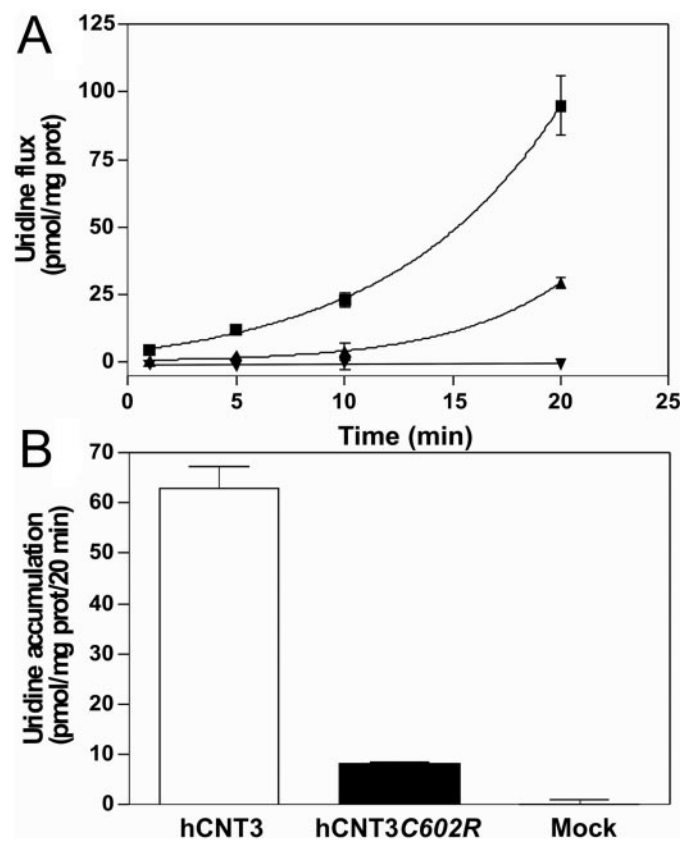 A
125
100
75
50
25
0
Uridine flux
(pmol/mg prot)
0 5 10 15 20 25
Time (min)
B
70
60
50
40
30
20
10
0
Uridine accumulation
(pmol/mg prot/20 min)
hCNT3 hCNT3C602R Mock